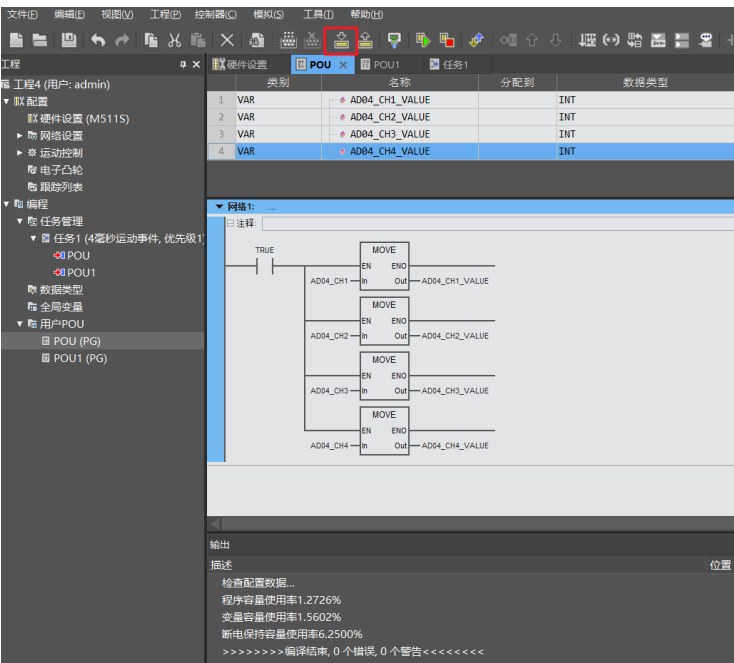 文件(F) 编辑(E) 视图(V) 工程(P) 控制器(C) 模拟(S) 工具(T) 帮助(H)
工程
工程4 (用户: admin)
配置
硬件设置 (M511S)
网络设置
运动控制
电子凸轮
跟踪列表
编程
任务管理
任务1 (4毫秒运动事件, 优先级1)
POU
POU1
数据类型
全局变量
用户POU
POU (PG)
POU1 (PG)
硬件设置 POU × POU1 任务1
类别 名称 分配到 数据类型
1 VAR AD04_CH1_VALUE INT
2 VAR AD04_CH2_VALUE INT
3 VAR AD04_CH3_VALUE INT
4 VAR AD04_CH4_VALUE INT
网络1: ...
注释:
TRUE
MOVE
EN ENO
AD04_CH1 In Out AD04_CH1_VALUE
MOVE
EN ENO
AD04_CH2 In Out AD04_CH2_VALUE
MOVE
EN ENO
AD04_CH3 In Out AD04_CH3_VALUE
MOVE
EN ENO
AD04_CH4 In Out AD04_CH4_VALUE
输出
描述 位置
检查配置数据...
程序容量使用率1.2726%
变量容量使用率1.5602%
断电保持容量使用率6.2500%
>>>>>>>>编译结束, 0 个错误, 0 个警告<<<<<<<<